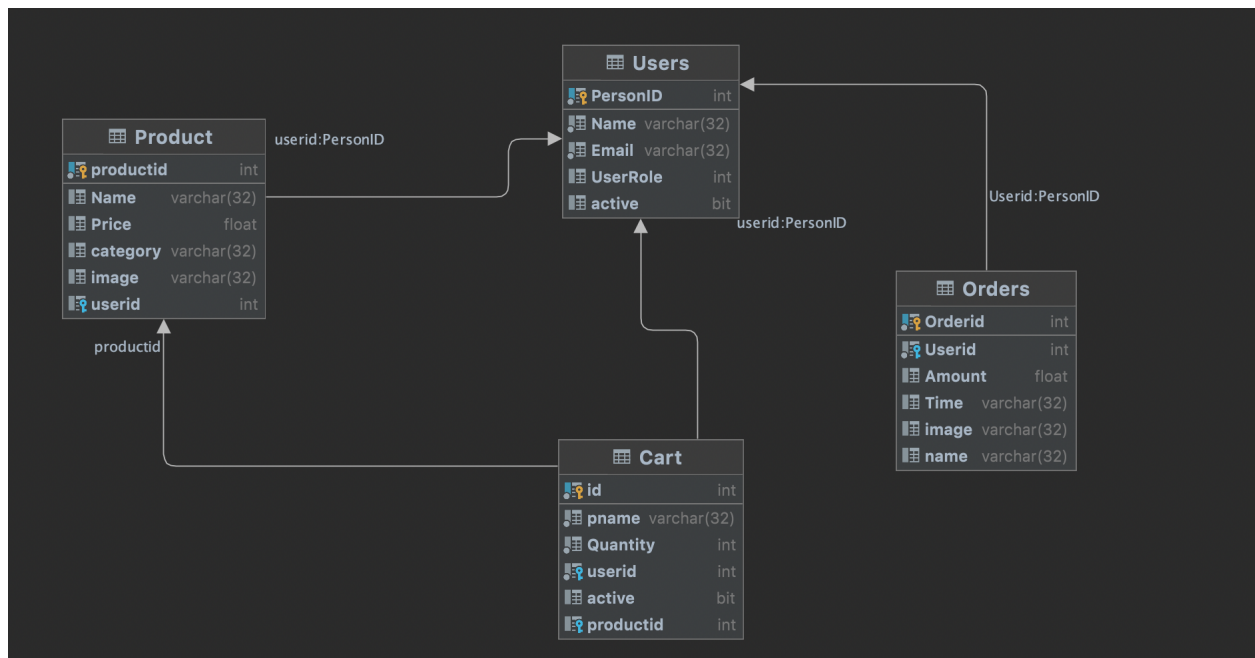 Users
PersonID int
Name varchar(32)
Email varchar(32)
UserRole int
active bit
Product
productid int
Name varchar(32)
Price float
category varchar(32)
image varchar(32)
userid int
userid:PersonID
userid:PersonID
Userid:PersonID
productid
Orders
Orderid int
Userid int
Amount float
Time varchar(32)
image varchar(32)
name varchar(32)
Cart
id int
pname varchar(32)
Quantity int
userid int
active bit
productid int